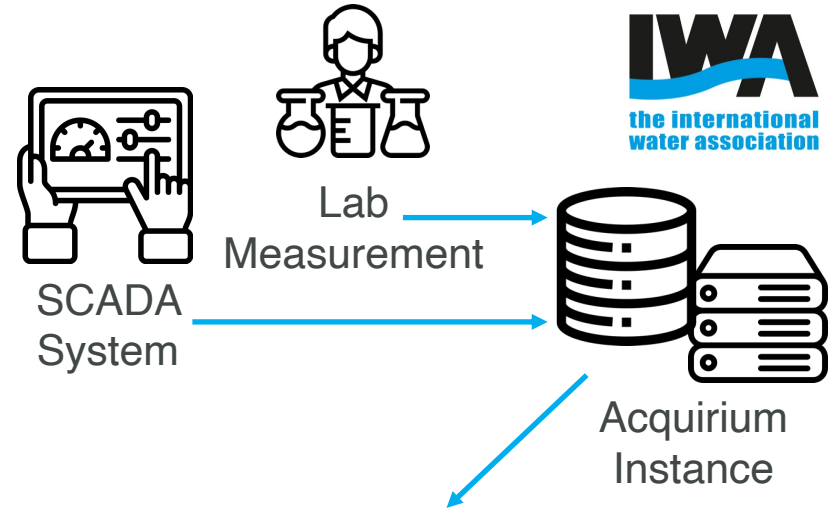 IWA
the international
water association
Lab
Measurement
SCADA
System
Acquirium
Instance